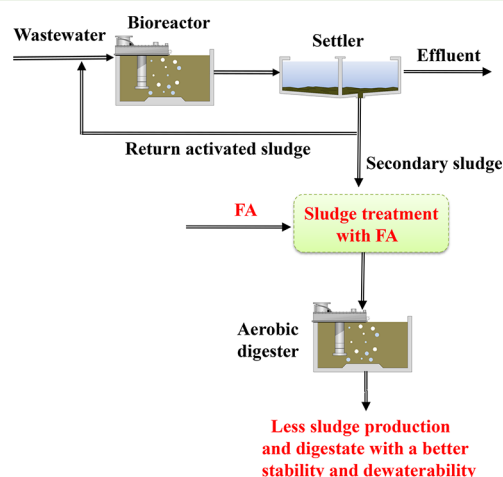 Wastewater
Bioreactor
Settler
Effluent
Return activated sludge
Secondary sludge
FA
Sludge treatment
with FA
Aerobic
digester
Less sludge production
and digestate with a better
stability and dewaterability